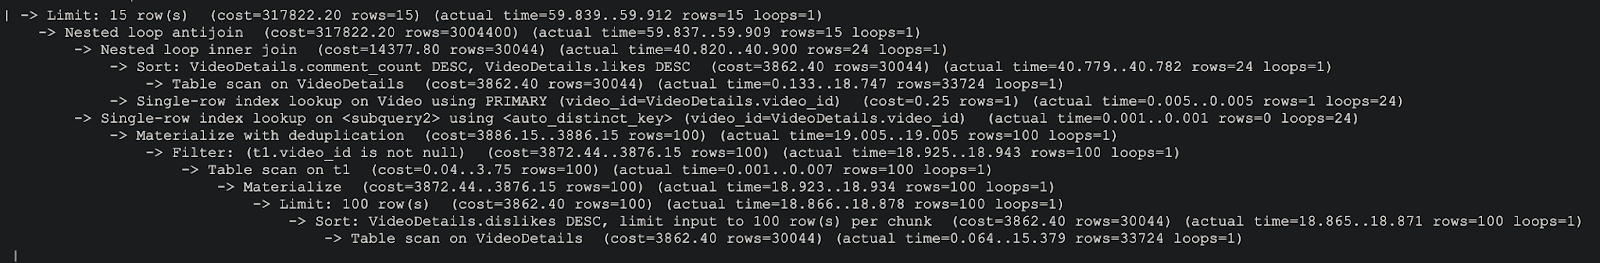 | -> Limit: 15 row(s)  (cost=317822.20 rows=15) (actual time=59.839..59.912 rows=15 loops=1)
-> Nested loop antijoin  (cost=317822.20 rows=3004400) (actual time=59.837..59.909 rows=15 loops=1)
-> Nested loop inner join  (cost=14377.80 rows=30044) (actual time=40.820..40.900 rows=24 loops=1)
-> Sort: VideoDetails.comment_count DESC, VideoDetails.likes DESC  (cost=3862.40 rows=30044) (actual time=40.779..40.782 rows=24 loops=1)
-> Table scan on VideoDetails  (cost=3862.40 rows=30044) (actual time=0.133..18.747 rows=33724 loops=1)
-> Single-row index lookup on Video using PRIMARY (video_id=VideoDetails.video_id)  (cost=0.25 rows=1) (actual time=0.005..0.005 rows=1 loops=24)
-> Single-row index lookup on <subquery2> using <auto_distinct_key> (video_id=VideoDetails.video_id)  (actual time=0.001..0.001 rows=0 loops=24)
-> Materialize with deduplication  (cost=3886.15..3886.15 rows=100) (actual time=19.005..19.005 rows=100 loops=1)
-> Filter: (t1.video_id is not null)  (cost=3872.44..3876.15 rows=100) (actual time=18.925..18.943 rows=100 loops=1)
-> Table scan on t1  (cost=0.04..3.75 rows=100) (actual time=0.001..0.007 rows=100 loops=1)
-> Materialize  (cost=3872.44..3876.15 rows=100) (actual time=18.923..18.934 rows=100 loops=1)
-> Limit: 100 row(s)  (cost=3862.40 rows=100) (actual time=18.866..18.878 rows=100 loops=1)
-> Sort: VideoDetails.dislikes DESC, limit input to 100 row(s) per chunk  (cost=3862.40 rows=30044) (actual time=18.865..18.871 rows=100 loops=1)
-> Table scan on VideoDetails  (cost=3862.40 rows=30044) (actual time=0.064..15.379 rows=33724 loops=1)
|